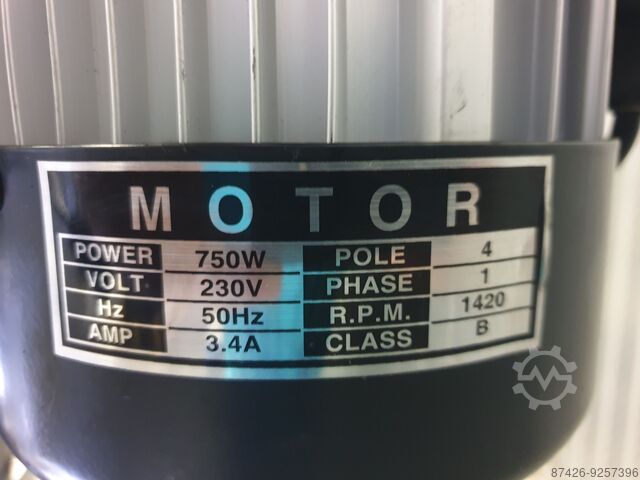 MOTOR
POWER 750W POLE 4
VOLT 230V PHASE 1
Hz 50Hz R.P.M. 1420
AMP 3.4A CLASS B
87426-9257396